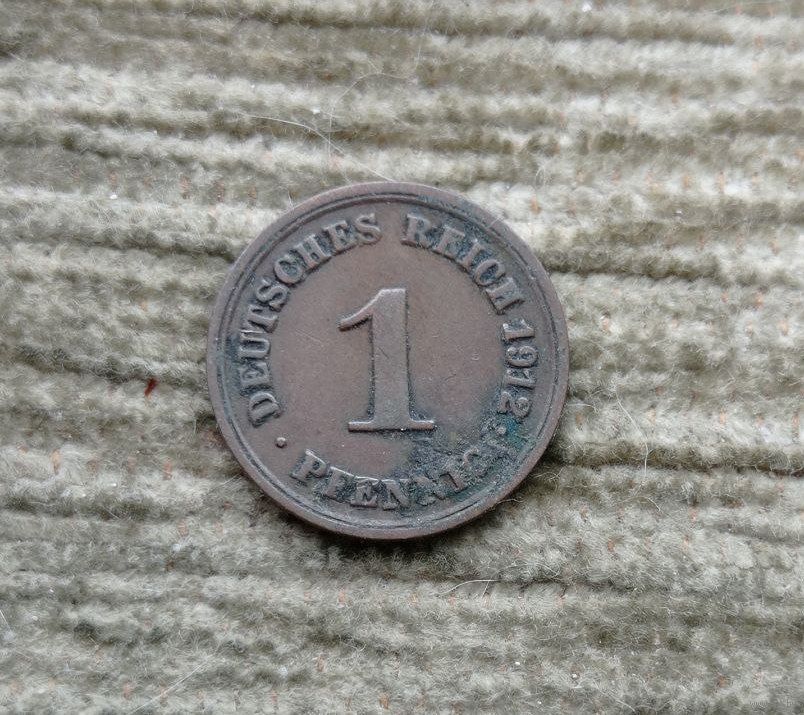 DEUTSCHES REICH 1912.
1
· PFENNIG